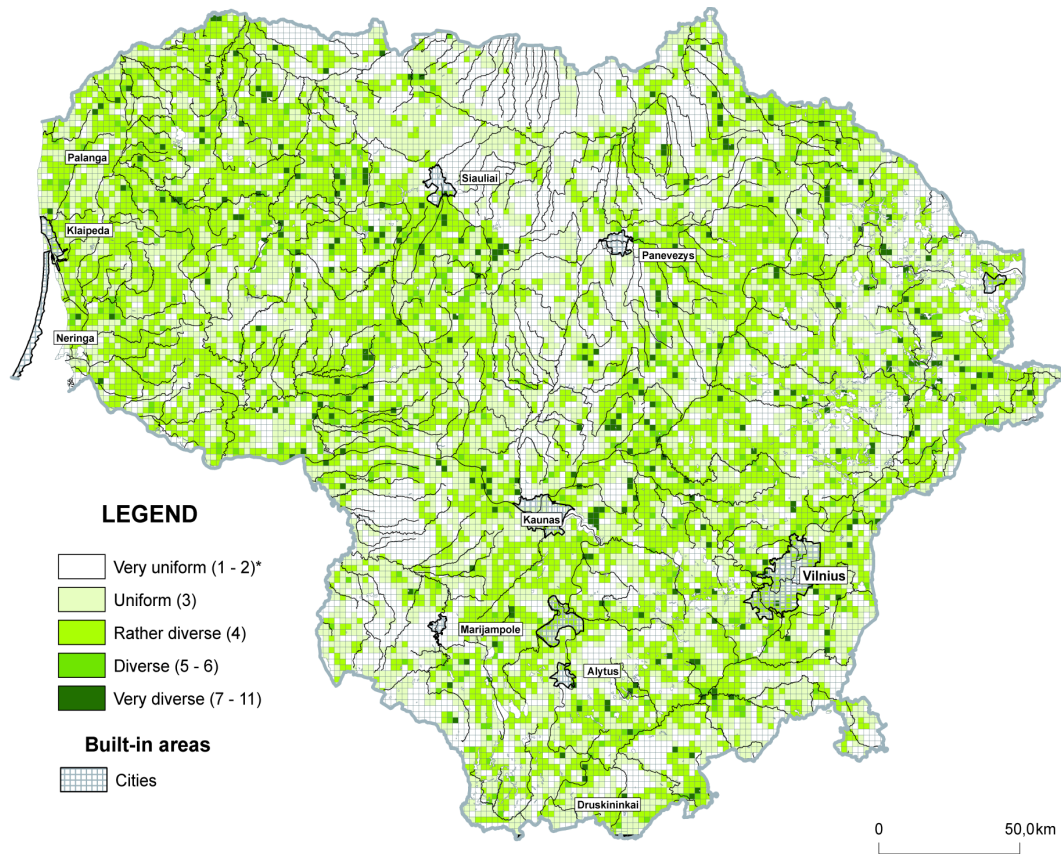 Palanga
Siauliai
Klaipeda
Panevezys
Neringa
LEGEND
Kaunas
Very uniform (1 - 2)*
Vilnius
Uniform (3)
Rather diverse (4)
Marijampole
Diverse (5 - 6)
Alytus
Very diverse (7 - 11)
Built-in areas
Cities
Druskininkai
0 50,0km